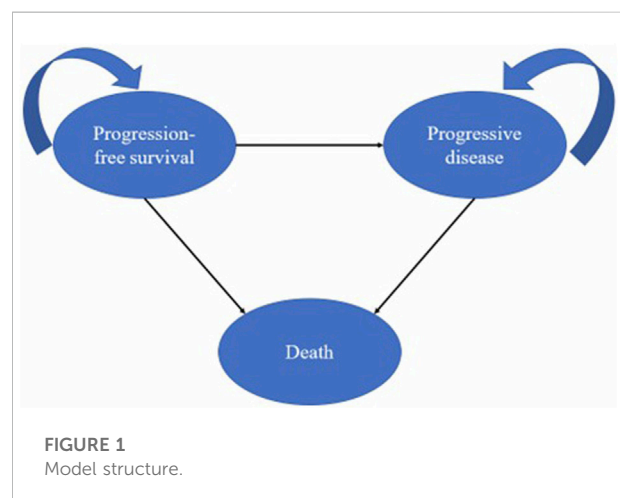 Progression-
free survival
Progressive
disease
Death
FIGURE 1
Model structure.